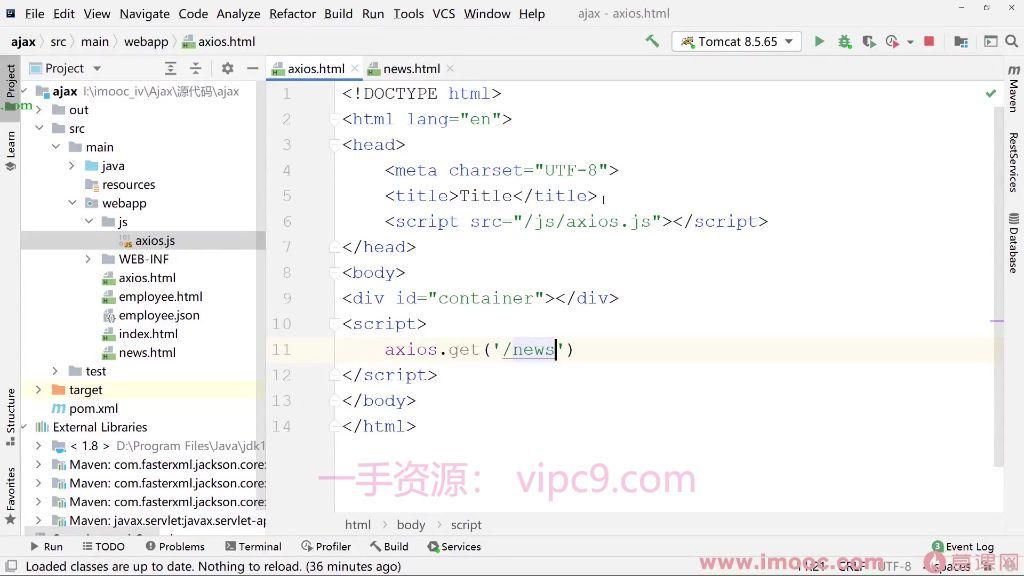 File Edit View Navigate Code Analyze Refactor Build Run Tools VCS Window Help ajax - axios.html
ajax src main webapp axios.html Tomcat 8.5.65
Project axios.html news.html
ajax I:\imooc_iv\Ajax\源代码\ajax
.com
out
src
main
java
resources
webapp
js
axios.js
WEB-INF
axios.html
employee.html
employee.json
index.html
news.html
test
target
pom.xml
External Libraries
< 1.8 > D:\Program Files\Java\jdk1
Maven: com.fasterxml.jackson.core:
Maven: com.fasterxml.jackson.core:
Maven: com.fasterxml.jackson.core:
Maven: javax.servlet:javax.servlet-ap
1 <!DOCTYPE html>
2 <html lang="en">
3 <head>
4 <meta charset="UTF-8">
5 <title>Title</title>
6 <script src="/js/axios.js"></script>
7 </head>
8 <body>
9 <div id="container"></div>
10 <script>
11 axios.get('/news')
12 </script>
13 </body>
14 </html>
一手资源: vipc9.com
html body script
Project
Learn
Structure
Favorites
Maven
RestServices
Database
Run TODO Problems Terminal Profiler Build Services 3 Event Log
Loaded classes are up to date. Nothing to reload. (36 minutes ago) 11:21 CRLF UTF-8 4 spaces
www.imooc.com 慕课网